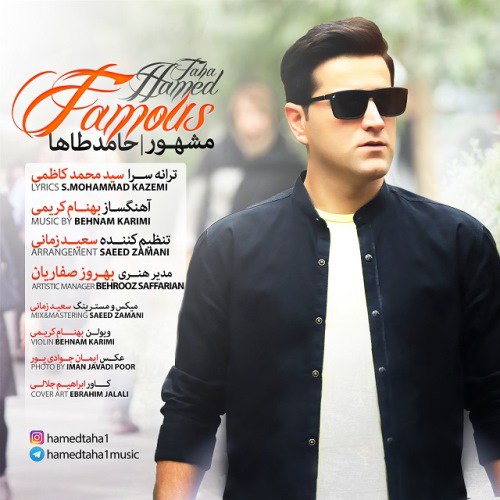 Taha
Hamed
Famous
مشهور | حامدطاها
ترانه سرا سید محمد کاظمی
LYRICS S.MOHAMMAD KAZEMI
آهنگساز بهنام کریمی
MUSIC BY BEHNAM KARIMI
تنظیم کننده سعید زمانی
ARRANGEMENT SAEED ZAMANI
مدیر هنری بهروز صفاریان
ARTISTIC MANAGER BEHROOZ SAFFARIAN
میکس و مسترینگ سعید زمانی
MIX&MASTERING SAEED ZAMANI
ویولن بهنام کریمی
VIOLIN BEHNAM KARIMI
عکس ایمان جوادی پور
PHOTO BY IMAN JAVADI POOR
کاور ابراهیم جلالی
COVER ART EBRAHIM JALALI
hamedtaha1
hamedtaha1music